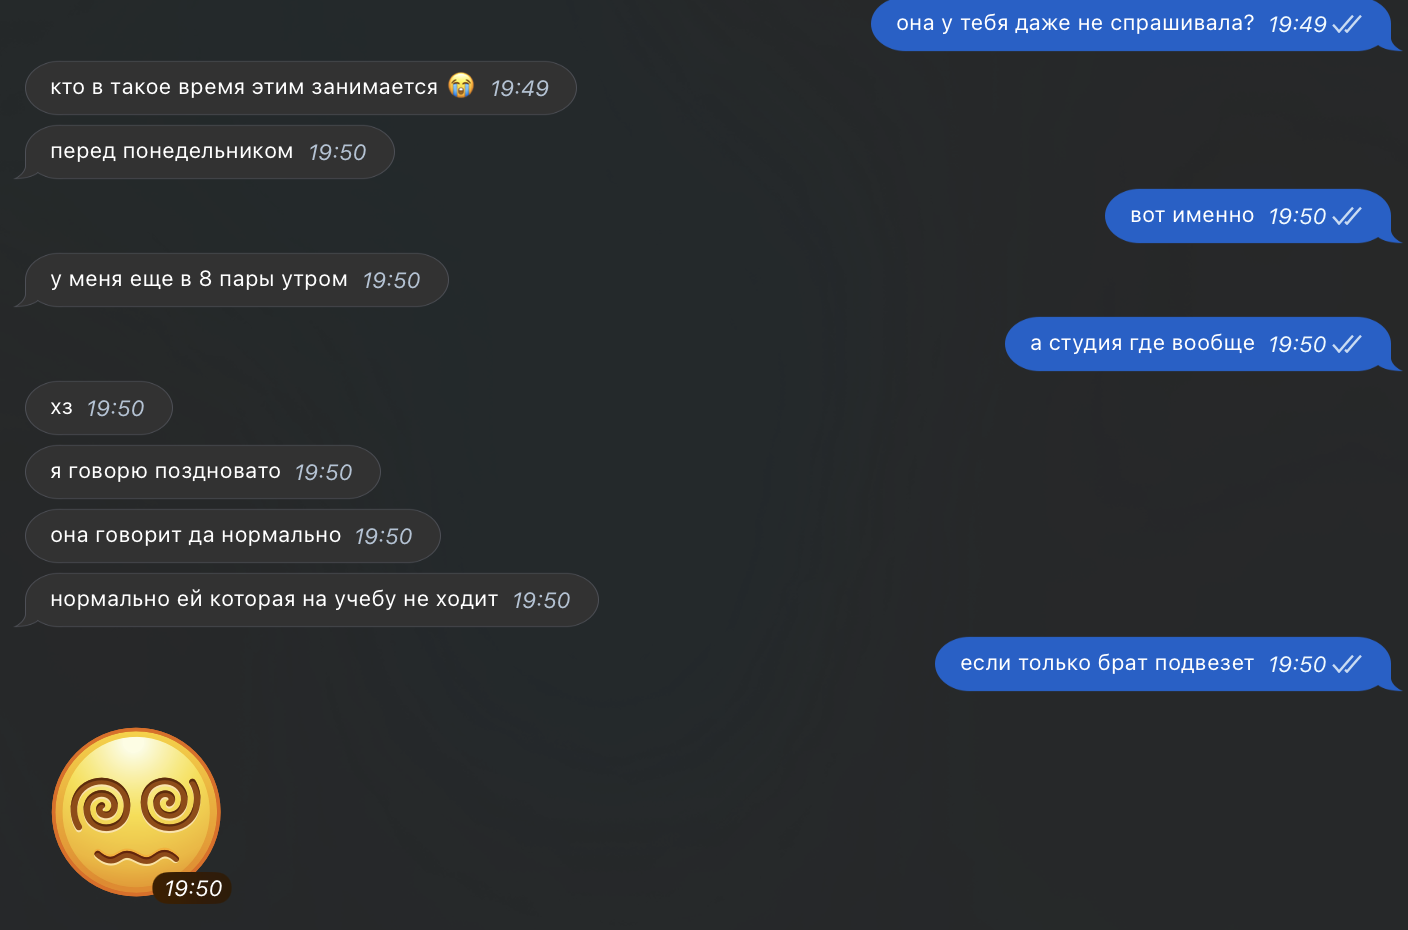 она у тебя даже не спрашивала? 19:49
кто в такое время этим занимается 😭 19:49
перед понедельником 19:50
вот именно 19:50
у меня еще в 8 пары утром 19:50
а студия где вообще 19:50
хз 19:50
я говорю поздновато 19:50
она говорит да нормально 19:50
нормально ей которая на учебу не ходит 19:50
если только брат подвезет 19:50
19:50